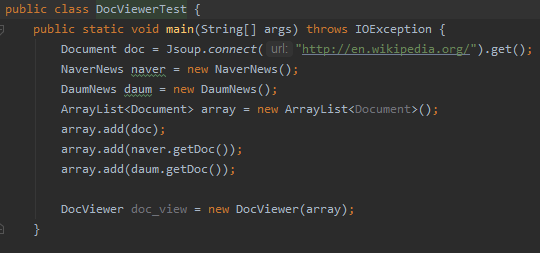 public class DocViewerTest {
public static void main(String[] args) throws IOException {
Document doc = Jsoup.connect( url: "http://en.wikipedia.org/").get();
NaverNews naver = new NaverNews();
DaumNews daum = new DaumNews();
ArrayList<Document> array = new ArrayList<Document>();
array.add(doc);
array.add(naver.getDoc());
array.add(daum.getDoc());
DocViewer doc_view = new DocViewer(array);
}